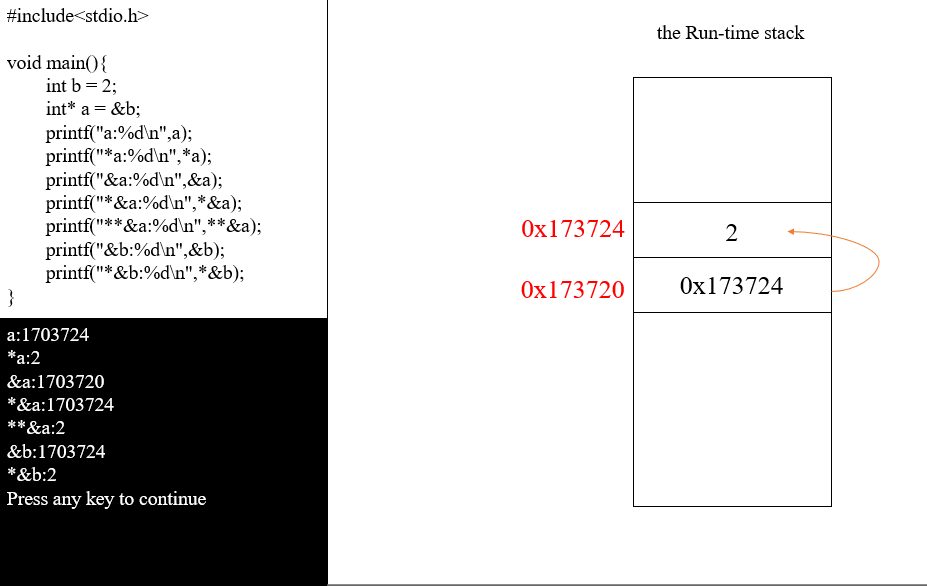 #include<stdio.h>
void main(){
int b = 2;
int* a = &b;
printf("a:%d\n",a);
printf("*a:%d\n",*a);
printf("&a:%d\n",&a);
printf("*&a:%d\n",*&a);
printf("**&a:%d\n",**&a);
printf("&b:%d\n",&b);
printf("*&b:%d\n",*&b);
}
a:1703724
*a:2
&a:1703720
*&a:1703724
**&a:2
&b:1703724
*&b:2
Press any key to continue
the Run-time stack
0x173724
2
0x173720
0x173724